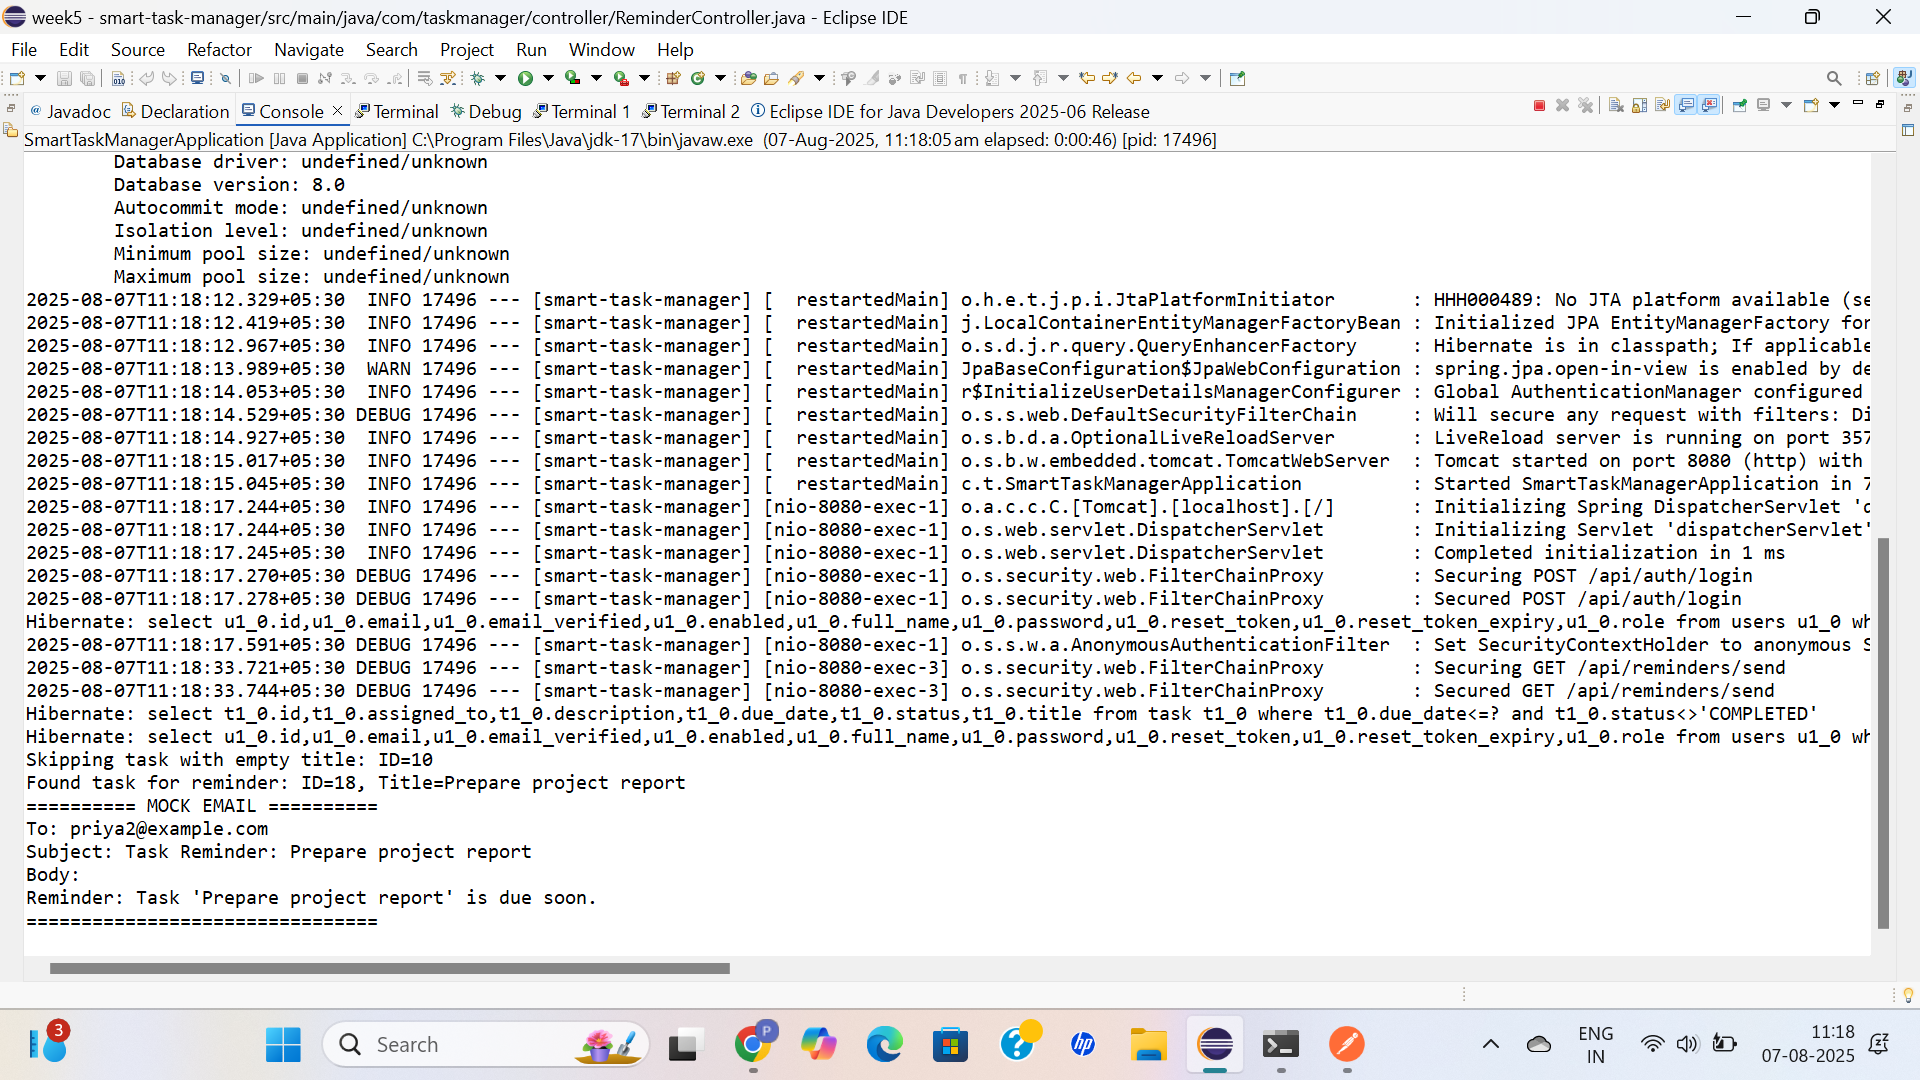 week5 - smart-task-manager/src/main/java/com/taskmanager/controller/ReminderController.java - Eclipse IDE
File Edit Source Refactor Navigate Search Project Run Window Help
@ Javadoc Declaration Console Terminal Debug Terminal 1 Terminal 2 Eclipse IDE for Java Developers 2025-06 Release
SmartTaskManagerApplication [Java Application] C:\Program Files\Java\jdk-17\bin\javaw.exe (07-Aug-2025, 11:18:05 am elapsed: 0:00:46) [pid: 17496]
Database driver: undefined/unknown
Database version: 8.0
Autocommit mode: undefined/unknown
Isolation level: undefined/unknown
Minimum pool size: undefined/unknown
Maximum pool size: undefined/unknown
2025-08-07T11:18:12.329+05:30  INFO 17496 --- [smart-task-manager] [  restartedMain] o.h.e.t.j.p.i.JtaPlatformInitiator       : HHH000489: No JTA platform available (se
2025-08-07T11:18:12.419+05:30  INFO 17496 --- [smart-task-manager] [  restartedMain] j.LocalContainerEntityManagerFactoryBean : Initialized JPA EntityManagerFactory for
2025-08-07T11:18:12.967+05:30  INFO 17496 --- [smart-task-manager] [  restartedMain] o.s.d.j.r.query.QueryEnhancerFactory     : Hibernate is in classpath; If applicable
2025-08-07T11:18:13.989+05:30  WARN 17496 --- [smart-task-manager] [  restartedMain] JpaBaseConfiguration$JpaWebConfiguration : spring.jpa.open-in-view is enabled by de
2025-08-07T11:18:14.053+05:30  INFO 17496 --- [smart-task-manager] [  restartedMain] r$InitializeUserDetailsManagerConfigurer : Global AuthenticationManager configured
2025-08-07T11:18:14.529+05:30 DEBUG 17496 --- [smart-task-manager] [  restartedMain] o.s.s.web.DefaultSecurityFilterChain     : Will secure any request with filters: Di
2025-08-07T11:18:14.927+05:30  INFO 17496 --- [smart-task-manager] [  restartedMain] o.s.b.d.a.OptionalLiveReloadServer       : LiveReload server is running on port 357
2025-08-07T11:18:15.017+05:30  INFO 17496 --- [smart-task-manager] [  restartedMain] o.s.b.w.embedded.tomcat.TomcatWebServer  : Tomcat started on port 8080 (http) with
2025-08-07T11:18:15.045+05:30  INFO 17496 --- [smart-task-manager] [  restartedMain] c.t.SmartTaskManagerApplication          : Started SmartTaskManagerApplication in 7
2025-08-07T11:18:17.244+05:30  INFO 17496 --- [smart-task-manager] [nio-8080-exec-1] o.a.c.c.C.[Tomcat].[localhost].[/]       : Initializing Spring DispatcherServlet 'd
2025-08-07T11:18:17.244+05:30  INFO 17496 --- [smart-task-manager] [nio-8080-exec-1] o.s.web.servlet.DispatcherServlet        : Initializing Servlet 'dispatcherServlet'
2025-08-07T11:18:17.245+05:30  INFO 17496 --- [smart-task-manager] [nio-8080-exec-1] o.s.web.servlet.DispatcherServlet        : Completed initialization in 1 ms
2025-08-07T11:18:17.270+05:30 DEBUG 17496 --- [smart-task-manager] [nio-8080-exec-1] o.s.security.web.FilterChainProxy        : Securing POST /api/auth/login
2025-08-07T11:18:17.278+05:30 DEBUG 17496 --- [smart-task-manager] [nio-8080-exec-1] o.s.security.web.FilterChainProxy        : Secured POST /api/auth/login
Hibernate: select u1_0.id,u1_0.email,u1_0.email_verified,u1_0.enabled,u1_0.full_name,u1_0.password,u1_0.reset_token,u1_0.reset_token_expiry,u1_0.role from users u1_0 wh
2025-08-07T11:18:17.591+05:30 DEBUG 17496 --- [smart-task-manager] [nio-8080-exec-1] o.s.s.w.a.AnonymousAuthenticationFilter  : Set SecurityContextHolder to anonymous S
2025-08-07T11:18:33.721+05:30 DEBUG 17496 --- [smart-task-manager] [nio-8080-exec-3] o.s.security.web.FilterChainProxy        : Securing GET /api/reminders/send
2025-08-07T11:18:33.744+05:30 DEBUG 17496 --- [smart-task-manager] [nio-8080-exec-3] o.s.security.web.FilterChainProxy        : Secured GET /api/reminders/send
Hibernate: select t1_0.id,t1_0.assigned_to,t1_0.description,t1_0.due_date,t1_0.status,t1_0.title from task t1_0 where t1_0.due_date<=? and t1_0.status<>'COMPLETED'
Hibernate: select u1_0.id,u1_0.email,u1_0.email_verified,u1_0.enabled,u1_0.full_name,u1_0.password,u1_0.reset_token,u1_0.reset_token_expiry,u1_0.role from users u1_0 wh
Skipping task with empty title: ID=10
Found task for reminder: ID=18, Title=Prepare project report
========== MOCK EMAIL ==========
To: priya2@example.com
Subject: Task Reminder: Prepare project report
Body:
Reminder: Task 'Prepare project report' is due soon.
================================
3
Search
P
hp
ENG
IN
11:18
07-08-2025